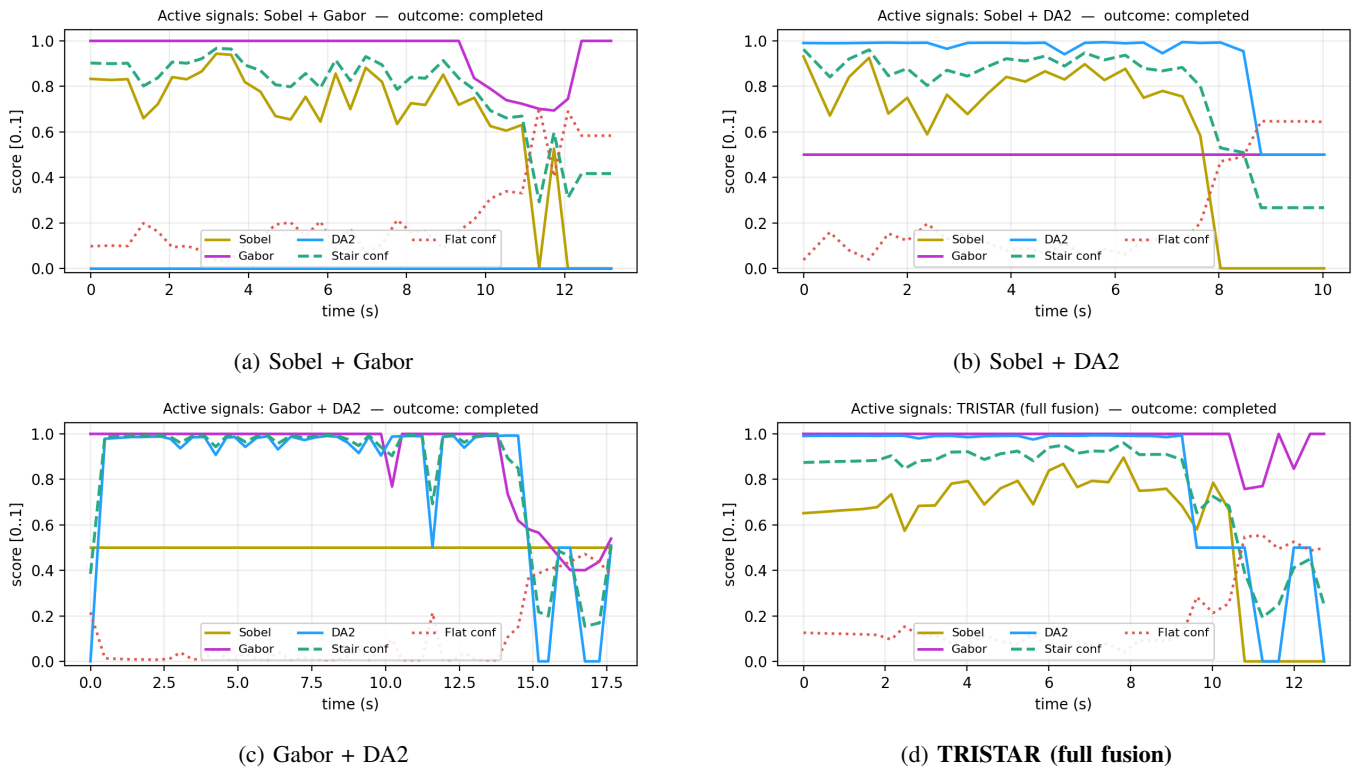 Active signals: Sobel + Gabor — outcome: completed
1.0
0.8
0.6
0.4
0.2
0.0
score [0..1]
Sobel
Gabor
DA2
Stair conf
Flat conf
0 2 4 6 8 10 12
time (s)
(a) Sobel + Gabor
Active signals: Sobel + DA2 — outcome: completed
1.0
0.8
0.6
0.4
0.2
0.0
score [0..1]
Sobel
Gabor
DA2
Stair conf
Flat conf
0 2 4 6 8 10
time (s)
(b) Sobel + DA2
Active signals: Gabor + DA2 — outcome: completed
1.0
0.8
0.6
0.4
0.2
0.0
score [0..1]
Sobel
Gabor
DA2
Stair conf
Flat conf
0.0 2.5 5.0 7.5 10.0 12.5 15.0 17.5
time (s)
(c) Gabor + DA2
Active signals: TRISTAR (full fusion) — outcome: completed
1.0
0.8
0.6
0.4
0.2
0.0
score [0..1]
Sobel
Gabor
DA2
Stair conf
Flat conf
0 2 4 6 8 10 12
time (s)
(d) TRISTAR (full fusion)